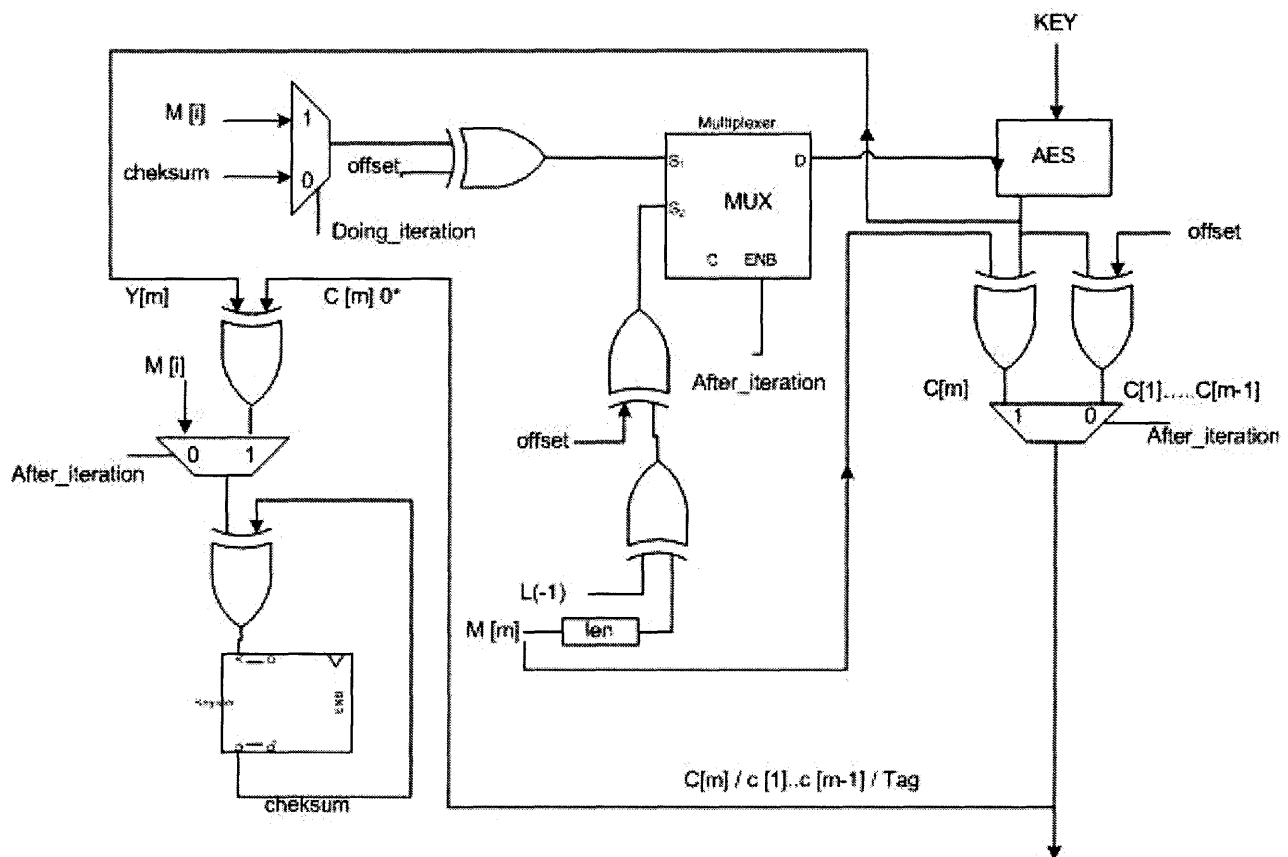 KEY
M [i]
1
cheksum
0
offset
Doing_iteration
Multiplexer
S1
D
S2
MUX
C ENB
After_iteration
AES
offset
Y[m]
C [m] 0*
M [i]
0 1
After_iteration
C[m]
C[1].....C[m-1]
1 0
After_iteration
offset
L(-1)
M [m]
len
ENB
cheksum
C[m] / c [1]..c [m-1] / Tag